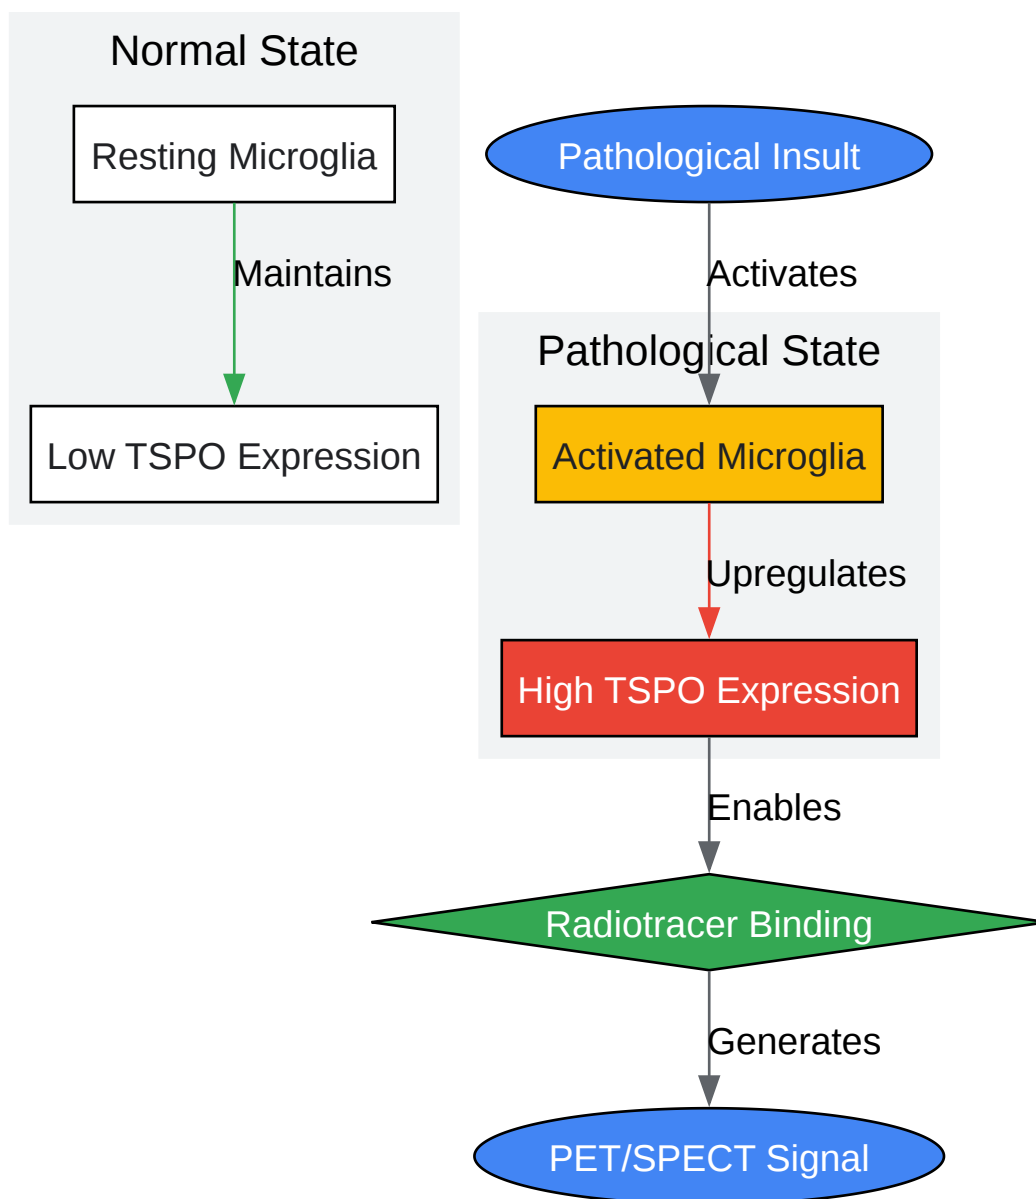 Normal State
Resting Microglia
Maintains
Low TSPO Expression
Pathological Insult
Activates
Pathological State
Activated Microglia
Upregulates
High TSPO Expression
Enables
Radiotracer Binding
Generates
PET/SPECT Signal